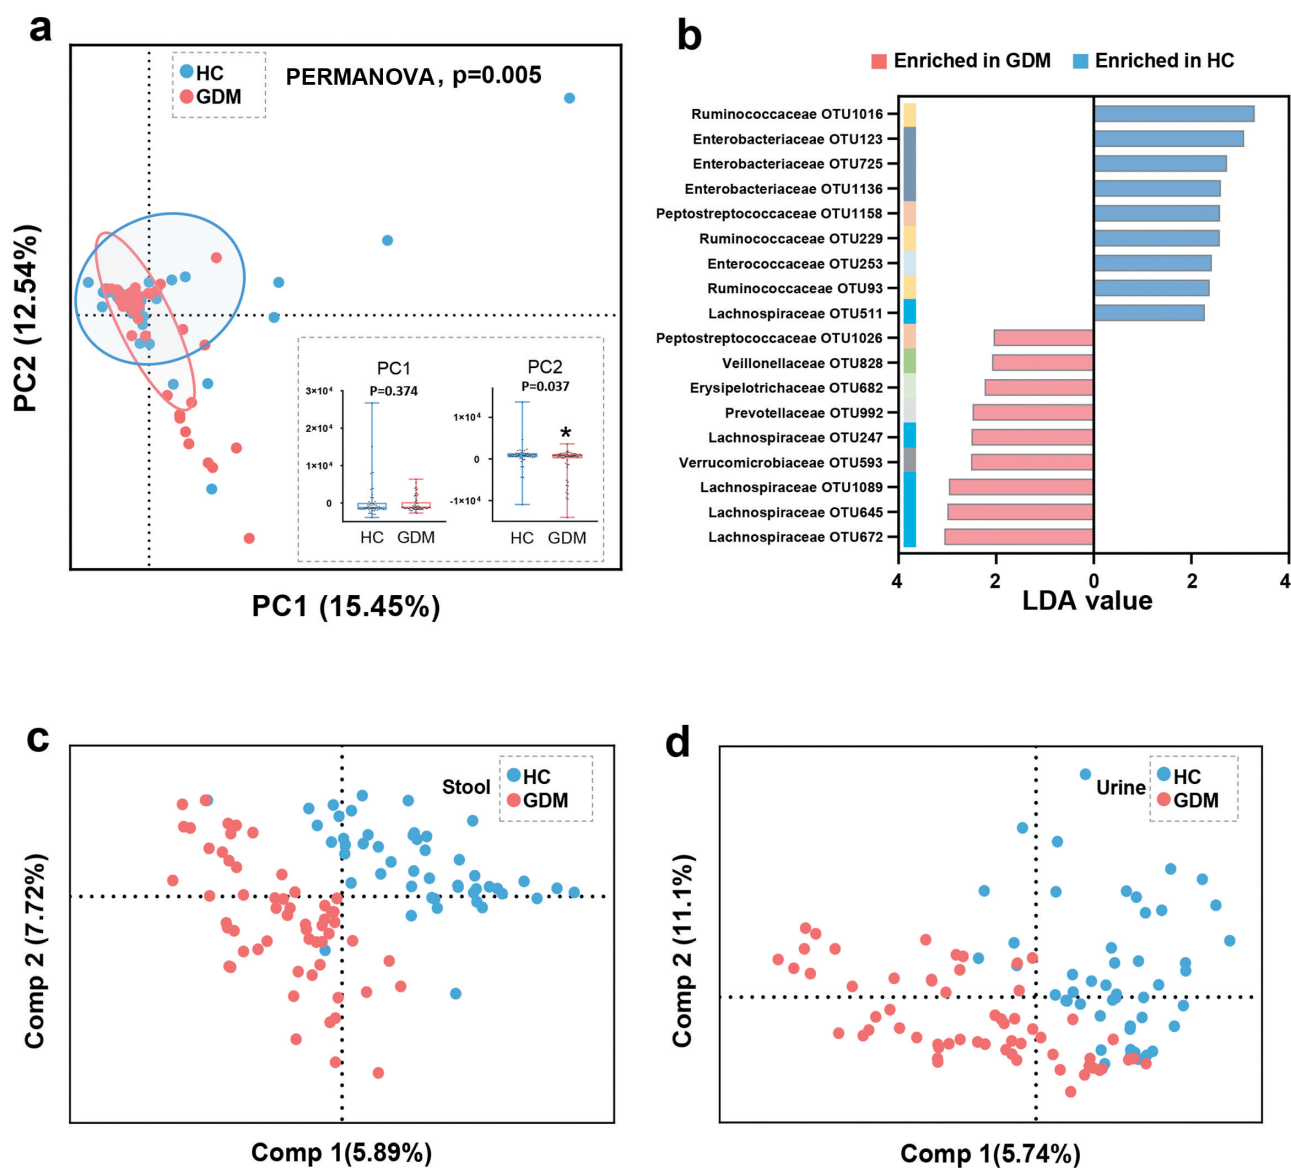 a
HC
GDM
PERMANOVA, p=0.005
PC2 (12.54%)
PC1
P=0.374
3×10⁴
2×10⁴
1×10⁴
0
HC GDM
PC2
P=0.037
1×10⁴
0
-1×10⁴
*
HC GDM
PC1 (15.45%)
b
Enriched in GDM Enriched in HC
Ruminococcaceae OTU1016
Enterobacteriaceae OTU123
Enterobacteriaceae OTU725
Enterobacteriaceae OTU1136
Peptostreptococcaceae OTU1158
Ruminococcaceae OTU229
Enterococcaceae OTU253
Ruminococcaceae OTU93
Lachnospiraceae OTU511
Peptostreptococcaceae OTU1026
Veillonellaceae OTU828
Erysipelotrichaceae OTU682
Prevotellaceae OTU992
Lachnospiraceae OTU247
Verrucomicrobiaceae OTU593
Lachnospiraceae OTU1089
Lachnospiraceae OTU645
Lachnospiraceae OTU672
4 2 0 2 4
LDA value
c
Stool
HC
GDM
Comp 2 (7.72%)
Comp 1(5.89%)
d
Urine
HC
GDM
Comp 2 (11.1%)
Comp 1(5.74%)